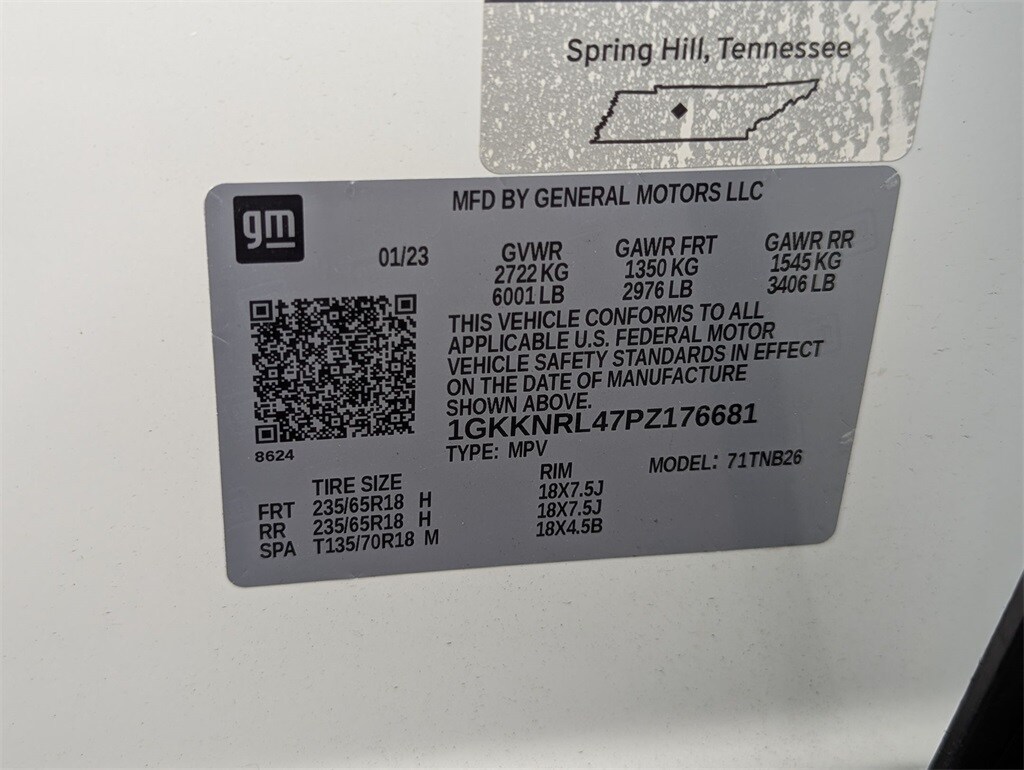 Spring Hill, Tennessee
gm
MFD BY GENERAL MOTORS LLC
01/23
GVWR GAWR FRT GAWR RR
2722 KG 1350 KG 1545 KG
6001 LB 2976 LB 3406 LB
THIS VEHICLE CONFORMS TO ALL
APPLICABLE U.S. FEDERAL MOTOR
VEHICLE SAFETY STANDARDS IN EFFECT
ON THE DATE OF MANUFACTURE
SHOWN ABOVE.
1GKKNRL47PZ176681
8624
TYPE: MPV MODEL: 71TNB26
TIRE SIZE RIM
FRT 235/65R18 H 18X7.5J
RR 235/65R18 H 18X7.5J
SPA T135/70R18 M 18X4.5B